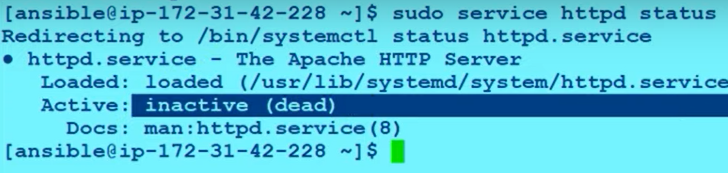 [ansible@ip-172-31-42-228 ~]$ sudo service httpd status
Redirecting to /bin/systemctl status httpd.service
● httpd.service - The Apache HTTP Server
Loaded: loaded (/usr/lib/systemd/system/httpd.service
Active: inactive (dead)
Docs: man:httpd.service(8)
[ansible@ip-172-31-42-228 ~]$